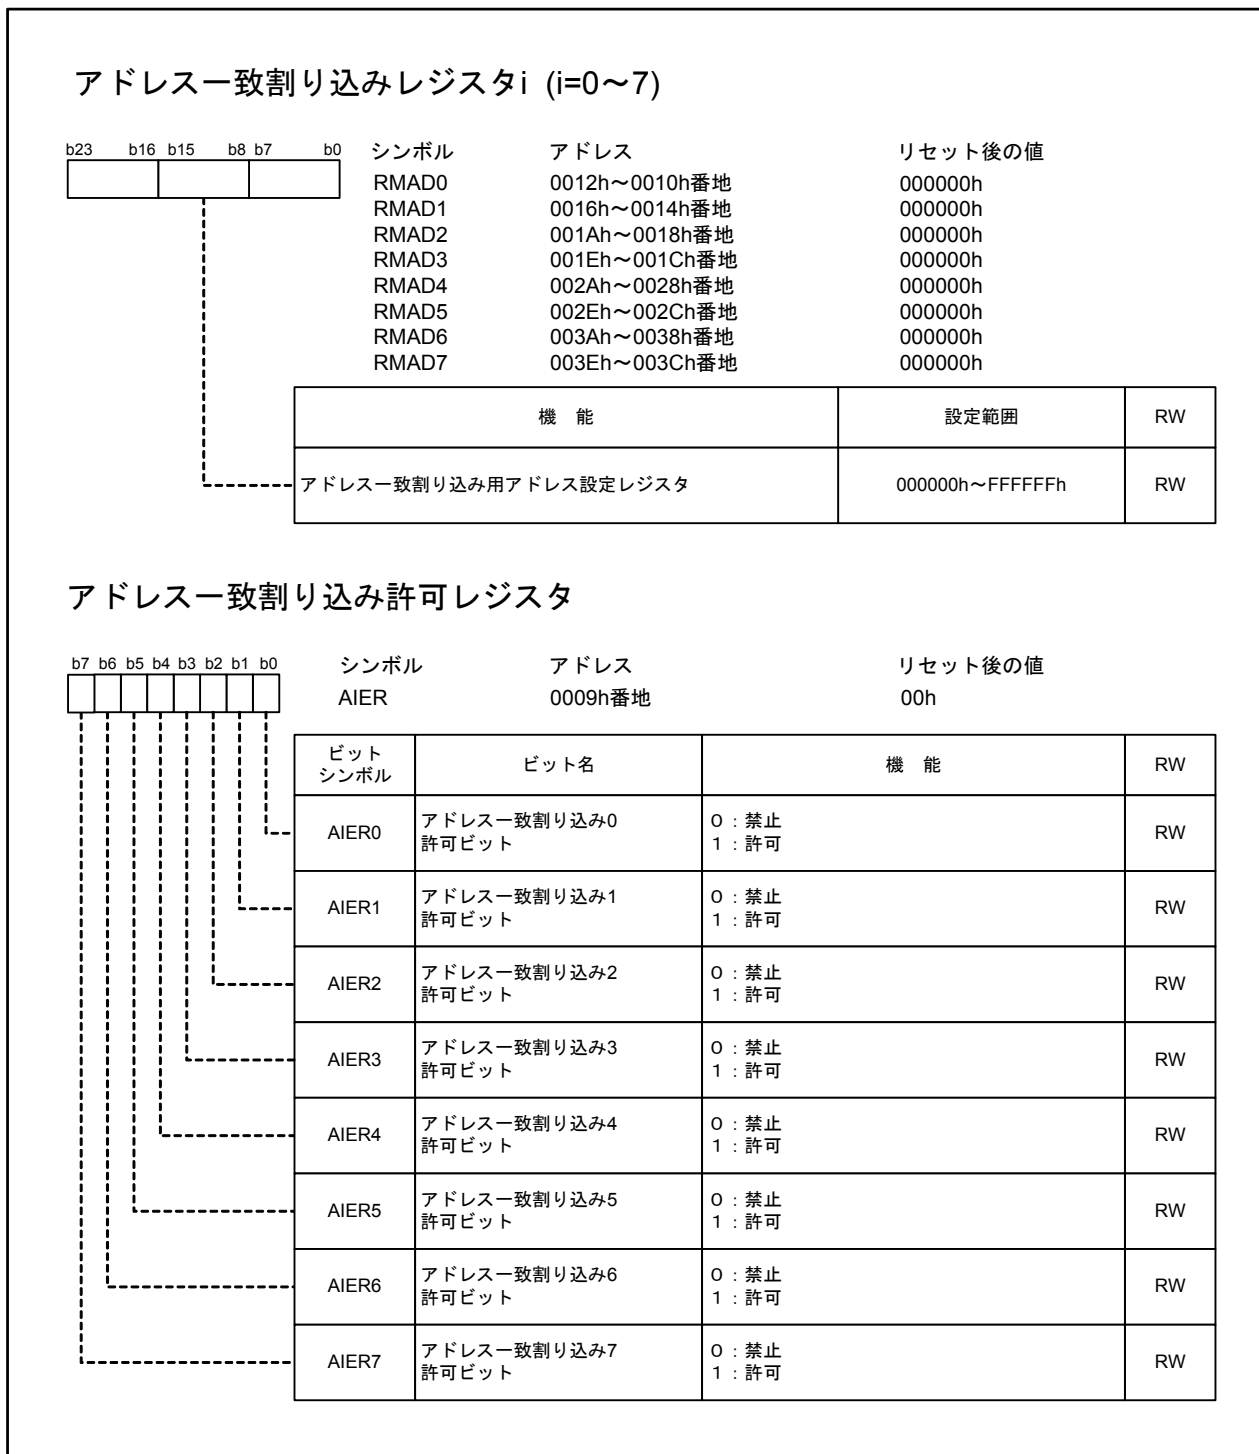 アドレス一致割り込みレジスタi (i=0～7)
b23 b16 b15 b8 b7 b0 シンボル アドレス リセット後の値
RMAD0 0012h～0010h番地 000000h
RMAD1 0016h～0014h番地 000000h
RMAD2 001Ah～0018h番地 000000h
RMAD3 001Eh～001Ch番地 000000h
RMAD4 002Ah～0028h番地 000000h
RMAD5 002Eh～002Ch番地 000000h
RMAD6 003Ah～0038h番地 000000h
RMAD7 003Eh～003Ch番地 000000h
機 能 設定範囲 RW
アドレス一致割り込み用アドレス設定レジスタ 000000h～FFFFFFh RW
アドレス一致割り込み許可レジスタ
b7 b6 b5 b4 b3 b2 b1 b0 シンボル アドレス リセット後の値
AIER 0009h番地 00h
ビット
シンボル ビット名 機 能 RW
AIER0 アドレス一致割り込み0
許可ビット
0：禁止
1：許可 RW
AIER1 アドレス一致割り込み1
許可ビット
0：禁止
1：許可 RW
AIER2 アドレス一致割り込み2
許可ビット
0：禁止
1：許可 RW
AIER3 アドレス一致割り込み3
許可ビット
0：禁止
1：許可 RW
AIER4 アドレス一致割り込み4
許可ビット
0：禁止
1：許可 RW
AIER5 アドレス一致割り込み5
許可ビット
0：禁止
1：許可 RW
AIER6 アドレス一致割り込み6
許可ビット
0：禁止
1：許可 RW
AIER7 アドレス一致割り込み7
許可ビット
0：禁止
1：許可 RW